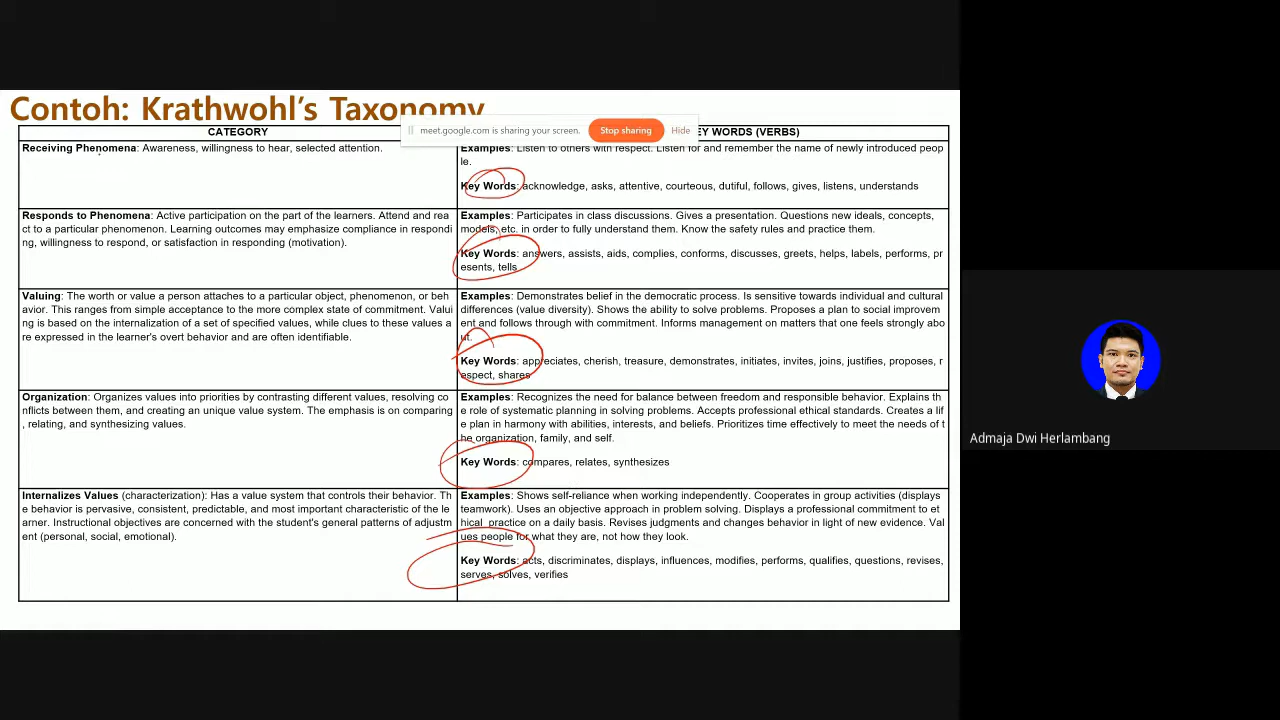 Contoh: Krathwohl's Taxonomy
meet.google.com is sharing your screen. Stop sharing Hide
CATEGORY
EY WORDS (VERBS)
Receiving Phenomena: Awareness, willingness to hear, selected attention.
Examples: Listen to others with respect. Listen for and remember the name of newly introduced peop
le.
Key Words: acknowledge, asks, attentive, courteous, dutiful, follows, gives, listens, understands
Responds to Phenomena: Active participation on the part of the learners. Attend and rea
ct to a particular phenomenon. Learning outcomes may emphasize compliance in respondi
ng, willingness to respond, or satisfaction in responding (motivation).
Examples: Participates in class discussions. Gives a presentation. Questions new ideals, concepts,
models, etc. in order to fully understand them. Know the safety rules and practice them.
Key Words: answers, assists, aids, complies, conforms, discusses, greets, helps, labels, performs, pr
esents, tells
Valuing: The worth or value a person attaches to a particular object, phenomenon, or beh
avior. This ranges from simple acceptance to the more complex state of commitment. Valui
ng is based on the internalization of a set of specified values, while clues to these values a
re expressed in the learner's overt behavior and are often identifiable.
Examples: Demonstrates belief in the democratic process. Is sensitive towards individual and cultural
differences (value diversity). Shows the ability to solve problems. Proposes a plan to social improvem
ent and follows through with commitment. Informs management on matters that one feels strongly abo
ut.
Key Words: appreciates, cherish, treasure, demonstrates, initiates, invites, joins, justifies, proposes, r
espect, shares
Organization: Organizes values into priorities by contrasting different values, resolving co
nflicts between them, and creating an unique value system. The emphasis is on comparing
, relating, and synthesizing values.
Examples: Recognizes the need for balance between freedom and responsible behavior. Explains th
e role of systematic planning in solving problems. Accepts professional ethical standards. Creates a lif
e plan in harmony with abilities, interests, and beliefs. Prioritizes time effectively to meet the needs of t
he organization, family, and self.
Key Words: compares, relates, synthesizes
Internalizes Values (characterization): Has a value system that controls their behavior. Th
e behavior is pervasive, consistent, predictable, and most important characteristic of the le
arner. Instructional objectives are concerned with the student's general patterns of adjustm
ent (personal, social, emotional).
Examples: Shows self-reliance when working independently. Cooperates in group activities (displays
teamwork). Uses an objective approach in problem solving. Displays a professional commitment to et
hical practice on a daily basis. Revises judgments and changes behavior in light of new evidence. Val
ues people for what they are, not how they look.
Key Words: acts, discriminates, displays, influences, modifies, performs, qualifies, questions, revises,
serves, solves, verifies
Admaja Dwi Herlambang